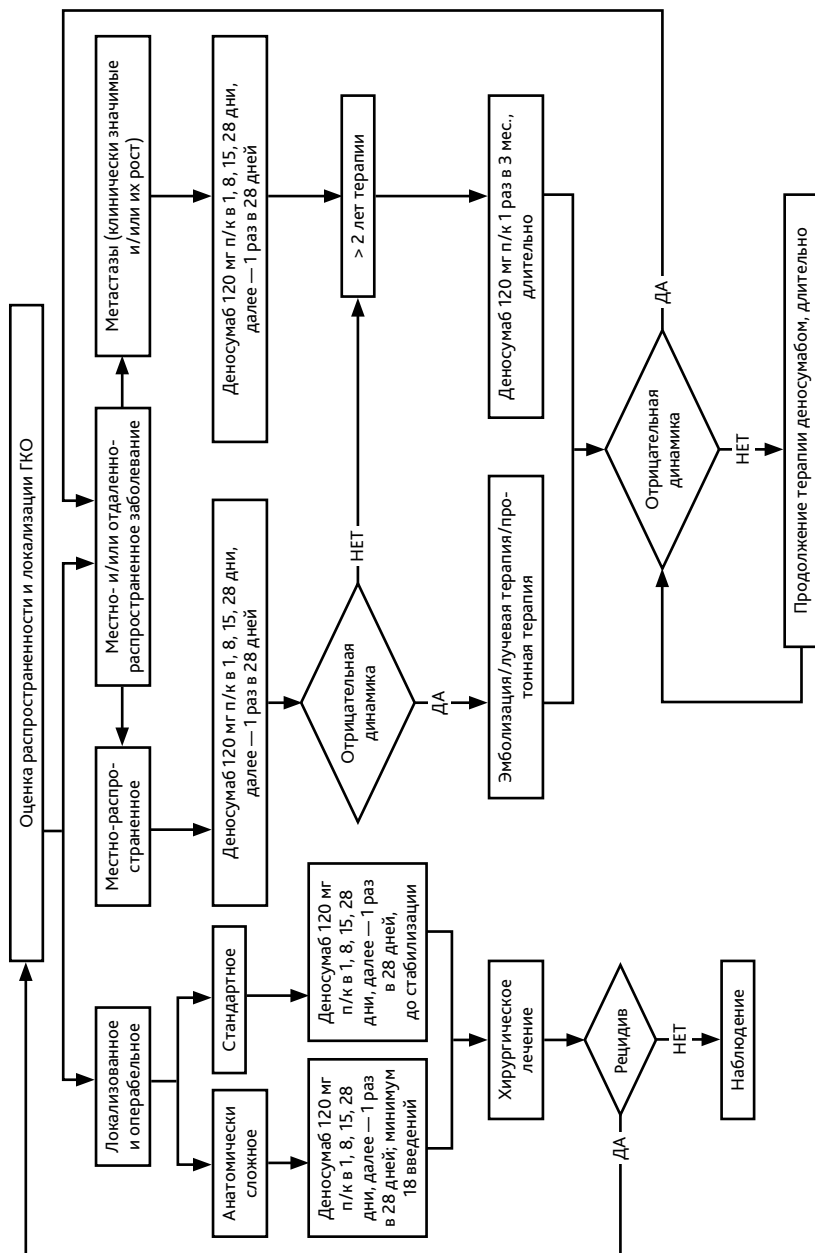 Оценка распространенности и локализации ГКО
Локализованное
и операбельное
Анатомически
сложное
Стандартное
Деносумаб 120 мг
п/к в 1, 8, 15, 28
дни, далее — 1 раз
в 28 дней; минимум
18 введений
Деносумаб 120 мг
п/к в 1, 8, 15, 28
дни, далее — 1 раз
в 28 дней,
до стабилизации
Хирургическое
лечение
Рецидив
ДА
НЕТ
Наблюдение
Местно- и/или отдаленно-
распространенное заболевание
Местно-распро-
страненное
Деносумаб 120 мг п/к в 1, 8, 15, 28 дни,
далее — 1 раз в 28 дней
Отрицательная
динамика
НЕТ
ДА
Эмболизация/лучевая терапия/про-
тонная терапия
Метастазы (клинически значимые
и/или их рост)
Деносумаб 120 мг п/к в 1, 8, 15, 28 дни,
далее — 1 раз в 28 дней
> 2 лет терапии
Деносумаб 120 мг п/к 1 раз в 3 мес.,
длительно
Отрицательная
динамика
ДА
НЕТ
Продолжение терапии деносумабом, длительно